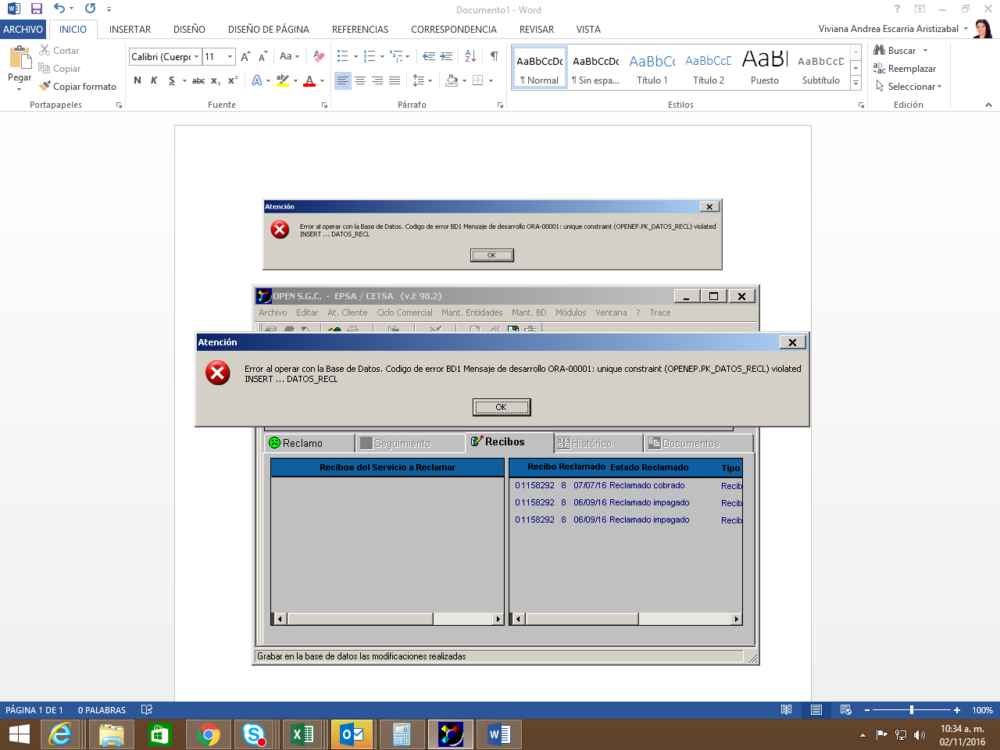 Documento1 - Word
?
ARCHIVO INICIO INSERTAR DISEÑO DISEÑO DE PÁGINA REFERENCIAS CORRESPONDENCIA REVISAR VISTA
Viviana Andrea Escarria Aristizabal
Pegar
Cortar
Copiar
Copiar formato
Portapapeles
Calibri (Cuerpo 11
N K S abc x₂ x²
Fuente
Párrafo
AaBbCcDc AaBbCcDc AaBbCc AaBbCcD AaB AaBbCcD
¶ Normal ¶ Sin espa... Título 1 Título 2 Puesto Subtítulo
Estilos
Buscar
Reemplazar
Seleccionar
Edición
Atención
Error al operar con la Base de Datos. Codigo de error BD1 Mensaje de desarrollo ORA-00001: unique constraint (OPENEP.PK_DATOS_RECL) violated
INSERT ... DATOS_RECL
OK
OPEN S.G.C. - EPSA / CETSA (v.E 98.2)
Archivo Editar At. Cliente Ciclo Comercial Mant. Entidades Mant. BD Módulos Ventana ? Trace
Atención
Error al operar con la Base de Datos. Codigo de error BD1 Mensaje de desarrollo ORA-00001: unique constraint (OPENEP.PK_DATOS_RECL) violated
INSERT ... DATOS_RECL
OK
Reclamo Seguimiento Recibos Histórico Documentos
Recibos del Servicio a Reclamar
Recibo Reclamado Estado Reclamado Tipo
01158292 8 07/07/16 Reclamado cobrado Recib
01158292 8 06/09/16 Reclamado impagado Recib
01158292 8 06/09/16 Reclamado impagado Recib
Grabar en la base de datos las modificaciones realizadas
PÁGINA 1 DE 1 0 PALABRAS
100%
10:34 a. m.
02/11/2016